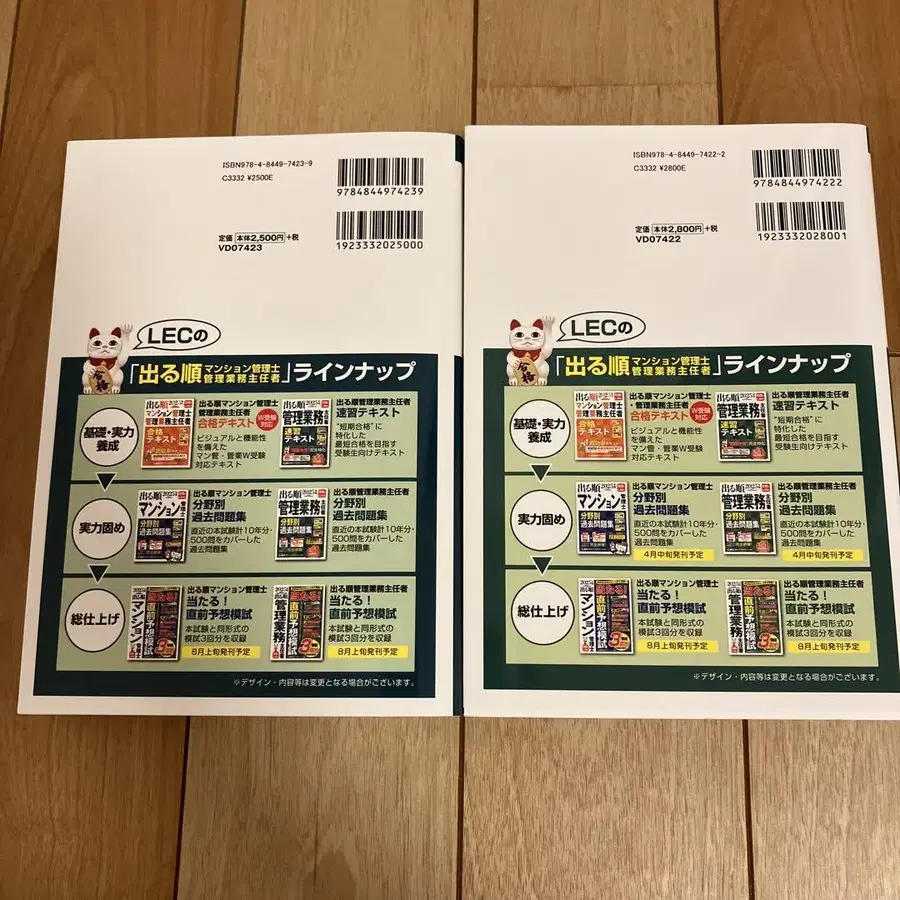 ISBN978-4-8449-7423-9
C3332 ¥2500E
9784844974239
定価 本体2,500円 +税
VD07423
1923332025000
LECの
合格
「出る順 マンション管理士 管理業務主任者」ラインナップ
基礎・実力
養成
出る順マンション管理士
・管理業務主任者
合格テキスト
W受験
対応
ビジュアルと機能性
を備えた
マン管・管業W受験
対応テキスト
出る順管理業務主任者
速習テキスト
“短期合格”に
特化した
最短合格を目指す
受験生向けテキスト
実力固め
出る順マンション管理士
分野別
過去問題集
直近の本試験計10年分・
500問をカバーした
過去問題集
出る順管理業務主任者
分野別
過去問題集
直近の本試験計10年分・
500問をカバーした
過去問題集
総仕上げ
出る順マンション管理士
当たる!
直前予想模試
本試験と同形式の
模試3回分を収録
8月上旬発刊予定
出る順管理業務主任者
当たる!
直前予想模試
本試験と同形式の
模試3回分を収録
8月上旬発刊予定
※デザイン・内容等は変更となる場合がございます。
ISBN978-4-8449-7422-2
C3332 ¥2800E
9784844974222
定価 本体2,800円 +税
VD07422
1923332028001
LECの
合格
「出る順 マンション管理士 管理業務主任者」ラインナップ
基礎・実力
養成
出る順マンション管理士
・管理業務主任者
合格テキスト
W受験
対応
ビジュアルと機能性
を備えた
マン管・管業W受験
対応テキスト
出る順管理業務主任者
速習テキスト
“短期合格”に
特化した
最短合格を目指す
受験生向けテキスト
実力固め
出る順マンション管理士
分野別
過去問題集
直近の本試験計10年分・
500問をカバーした
過去問題集
4月中旬発刊予定
出る順管理業務主任者
分野別
過去問題集
直近の本試験計10年分・
500問をカバーした
過去問題集
4月中旬発刊予定
総仕上げ
出る順マンション管理士
当たる!
直前予想模試
本試験と同形式の
模試3回分を収録
8月上旬発刊予定
出る順管理業務主任者
当たる!
直前予想模試
本試験と同形式の
模試3回分を収録
8月上旬発刊予定
※デザイン・内容等は変更となる場合がございます。